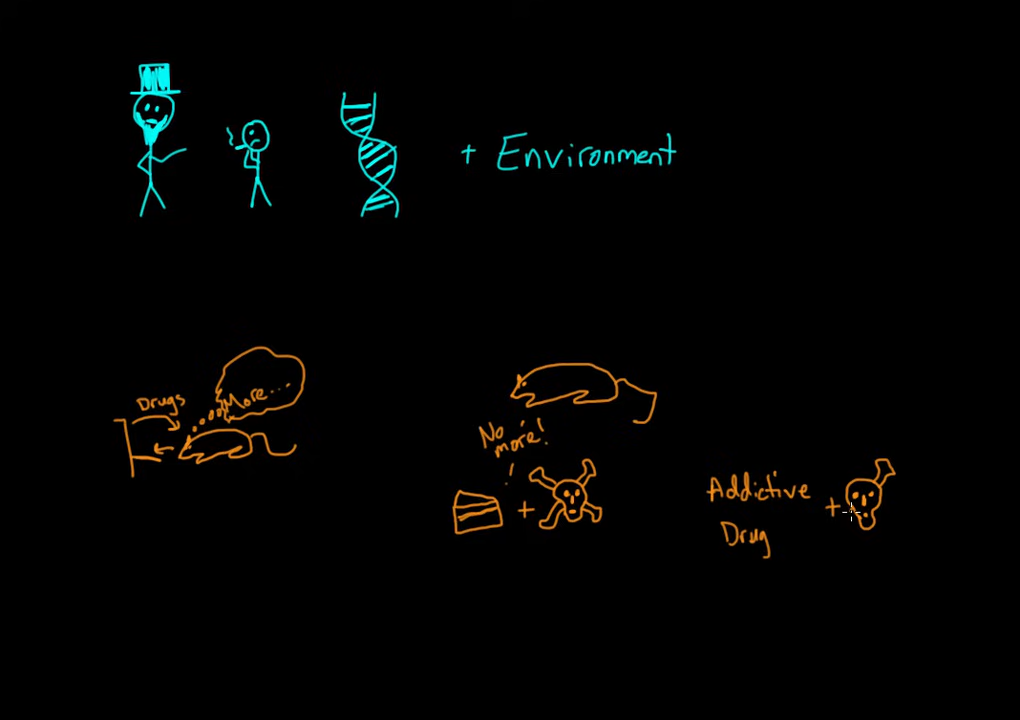 + Environment
Drugs
More...
No
more!
!
+
Addictive
Drug
+